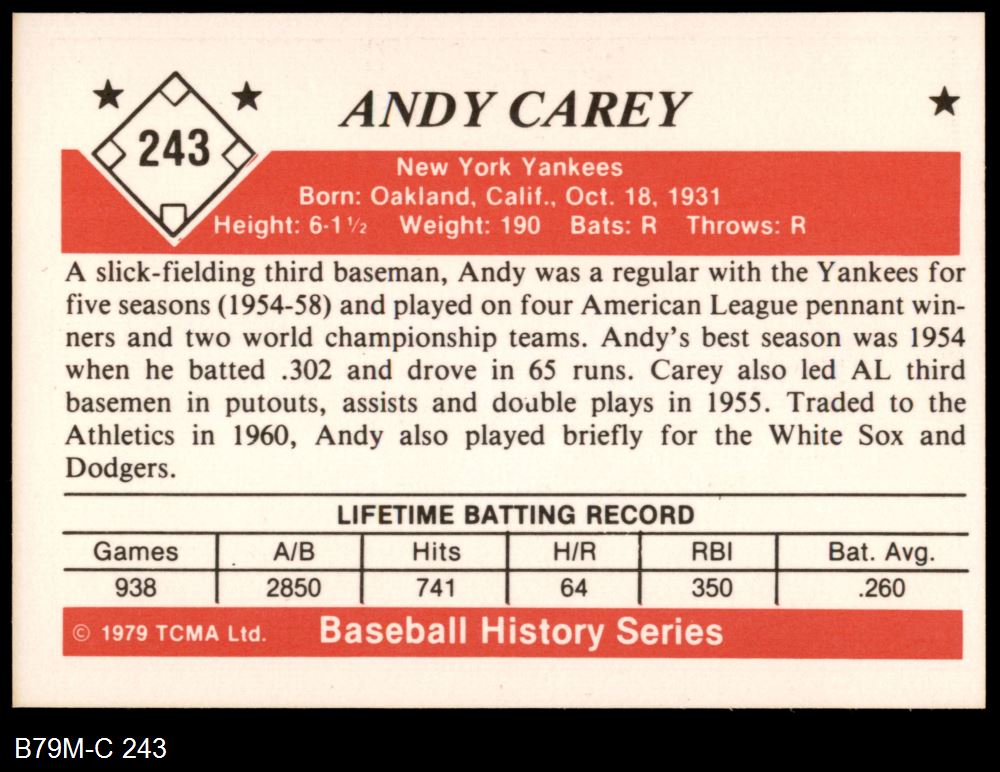 243
ANDY CAREY
New York Yankees
Born: Oakland, Calif., Oct. 18, 1931
Height: 6-1 ½ Weight: 190 Bats: R Throws: R
A slick-fielding third baseman, Andy was a regular with the Yankees for
five seasons (1954-58) and played on four American League pennant win-
ners and two world championship teams. Andy's best season was 1954
when he batted .302 and drove in 65 runs. Carey also led AL third
basemen in putouts, assists and double plays in 1955. Traded to the
Athletics in 1960, Andy also played briefly for the White Sox and
Dodgers.
LIFETIME BATTING RECORD
Games A/B Hits H/R RBI Bat. Avg.
938 2850 741 64 350 .260
© 1979 TCMA Ltd. Baseball History Series
B79M-C 243